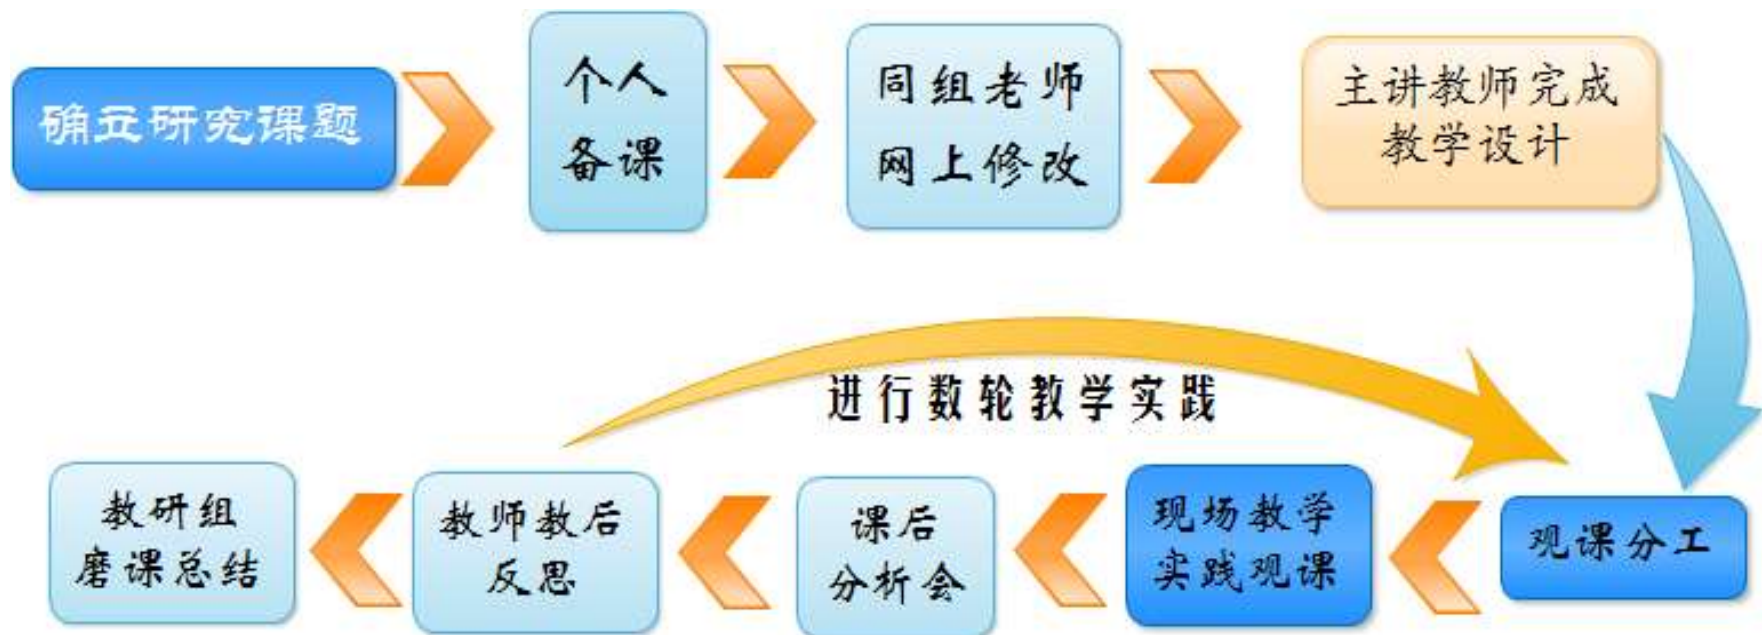 确立研究课题
个人
备课
同组老师
网上修改
主讲教师完成
教学设计
进行数轮教学实践
观课分工
现场教学
实践观课
课后
分析会
教师教后
反思
教研组
磨课总结